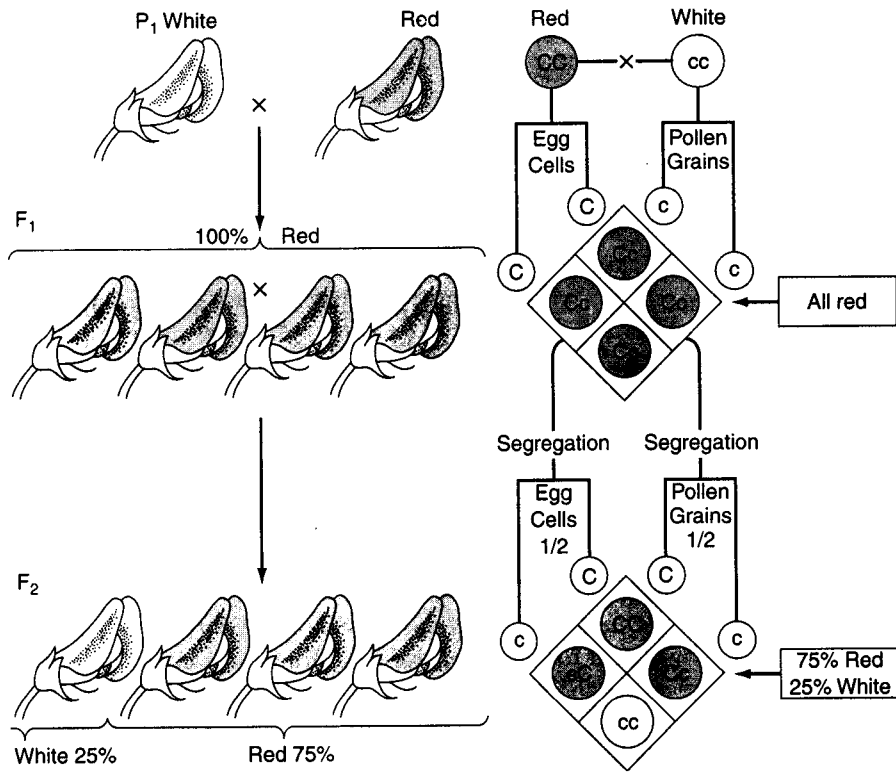 P1 White
Red
×
F1
100% Red
×
F2
White 25%
Red 75%
Red
White
CC
×
cc
Egg
Cells
Pollen
Grains
C
c
C
c
Cc
Cc
Cc
All red
Segregation
Segregation
Egg
Cells
1/2
Pollen
Grains
1/2
C
C
c
c
CC
Cc
cc
75% Red
25% White